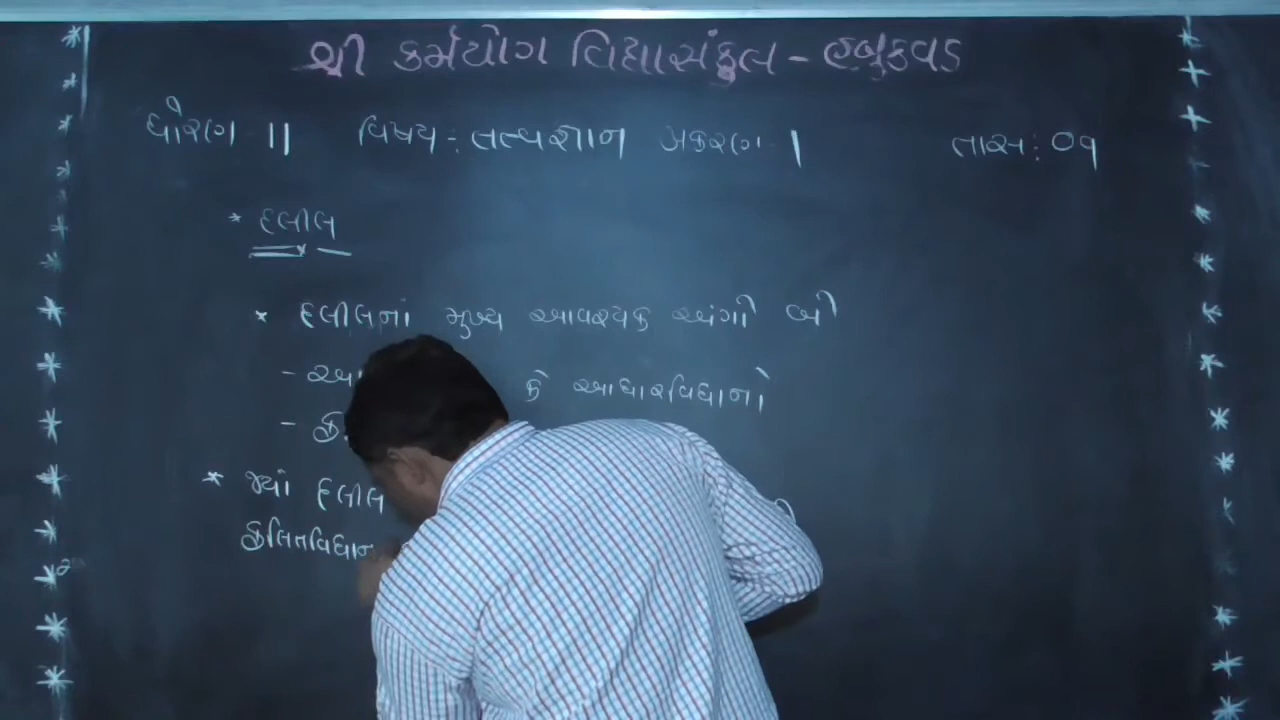 શ્રી કર્મયોગ વિદ્યાસંકુલ - હબુકવડ
ધોરણ 11 વિષય : તત્વજ્ઞાન પ્રકરણ 1 તાસ : ૦૧
* દલીલ
* દલીલનાં મુખ્ય આવશ્યક અંગો બે
- કે આધારવિધાનો
-
* જ્યાં દલીલ
ફલિતવિધાન